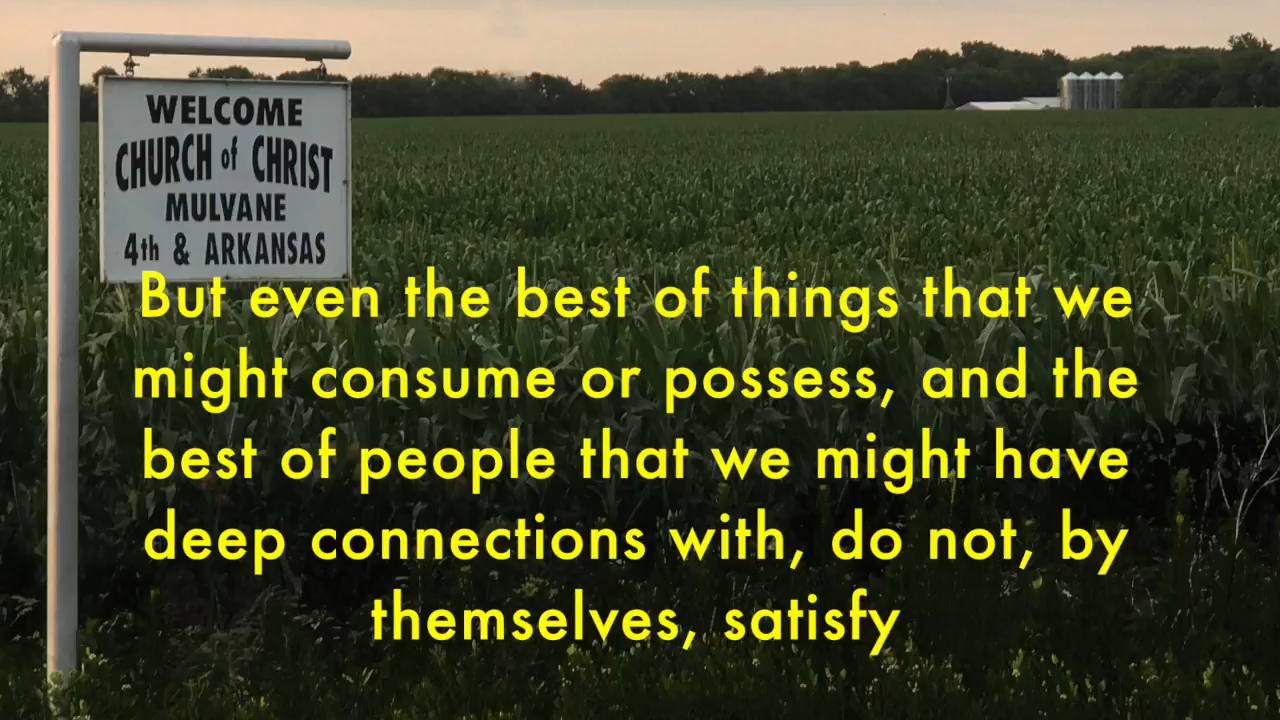 WELCOME
CHURCH of CHRIST
MULVANE
4th & ARKANSAS
But even the best of things that we
might consume or possess, and the
best of people that we might have
deep connections with, do not, by
themselves, satisfy